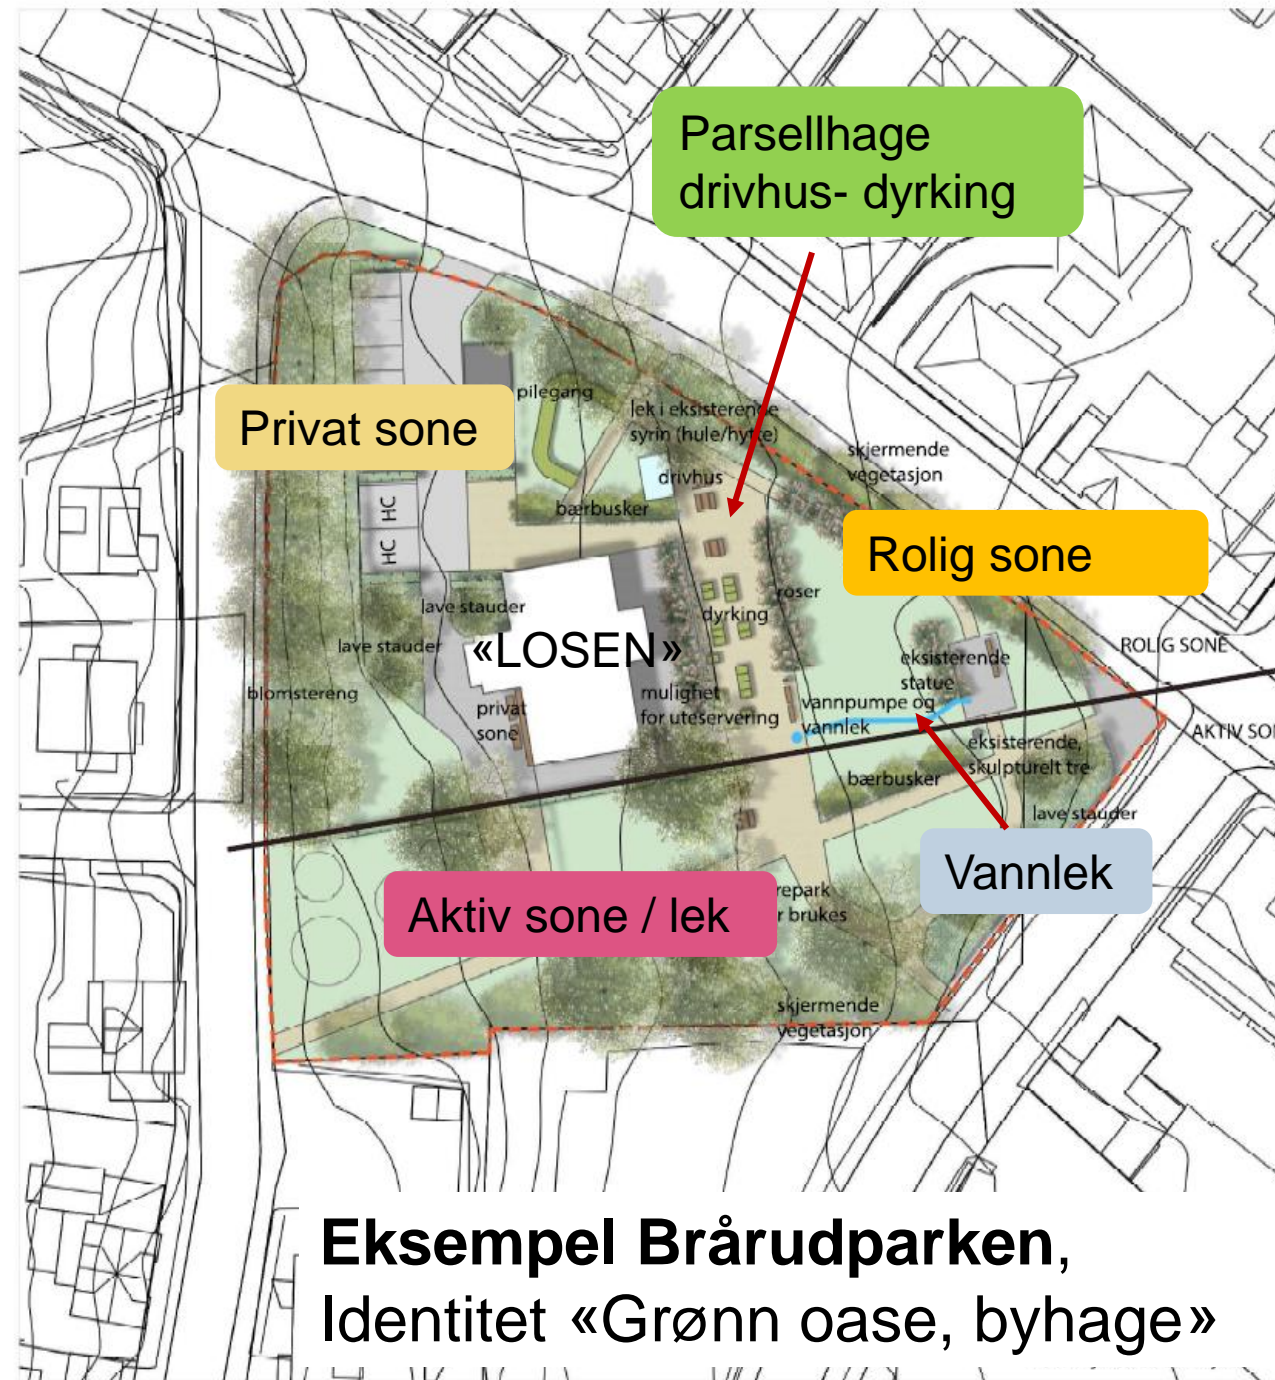 Parsellhage
drivhus- dyrking
Privat sone
pilegang
lek i eksisterende
syrin (hule/hytte)
skjermende
vegetasjon
drivhus
bærbusker
HC
HC
Rolig sone
lave stauder
roser
dyrking
lave stauder
«LOSEN»
eksisterende
statue
ROLIG SONE
blomstereng
privat
sone
mulighet
for uteservering
vannpumpe og
vannlek
AKTIV SON
eksisterende,
skulpturelt tre
bærbusker
lave stauder
Vannlek
Aktiv sone / lek
repark
r brukes
skjermende
vegetasjon
Eksempel Brårudparken,
Identitet «Grønn oase, byhage»